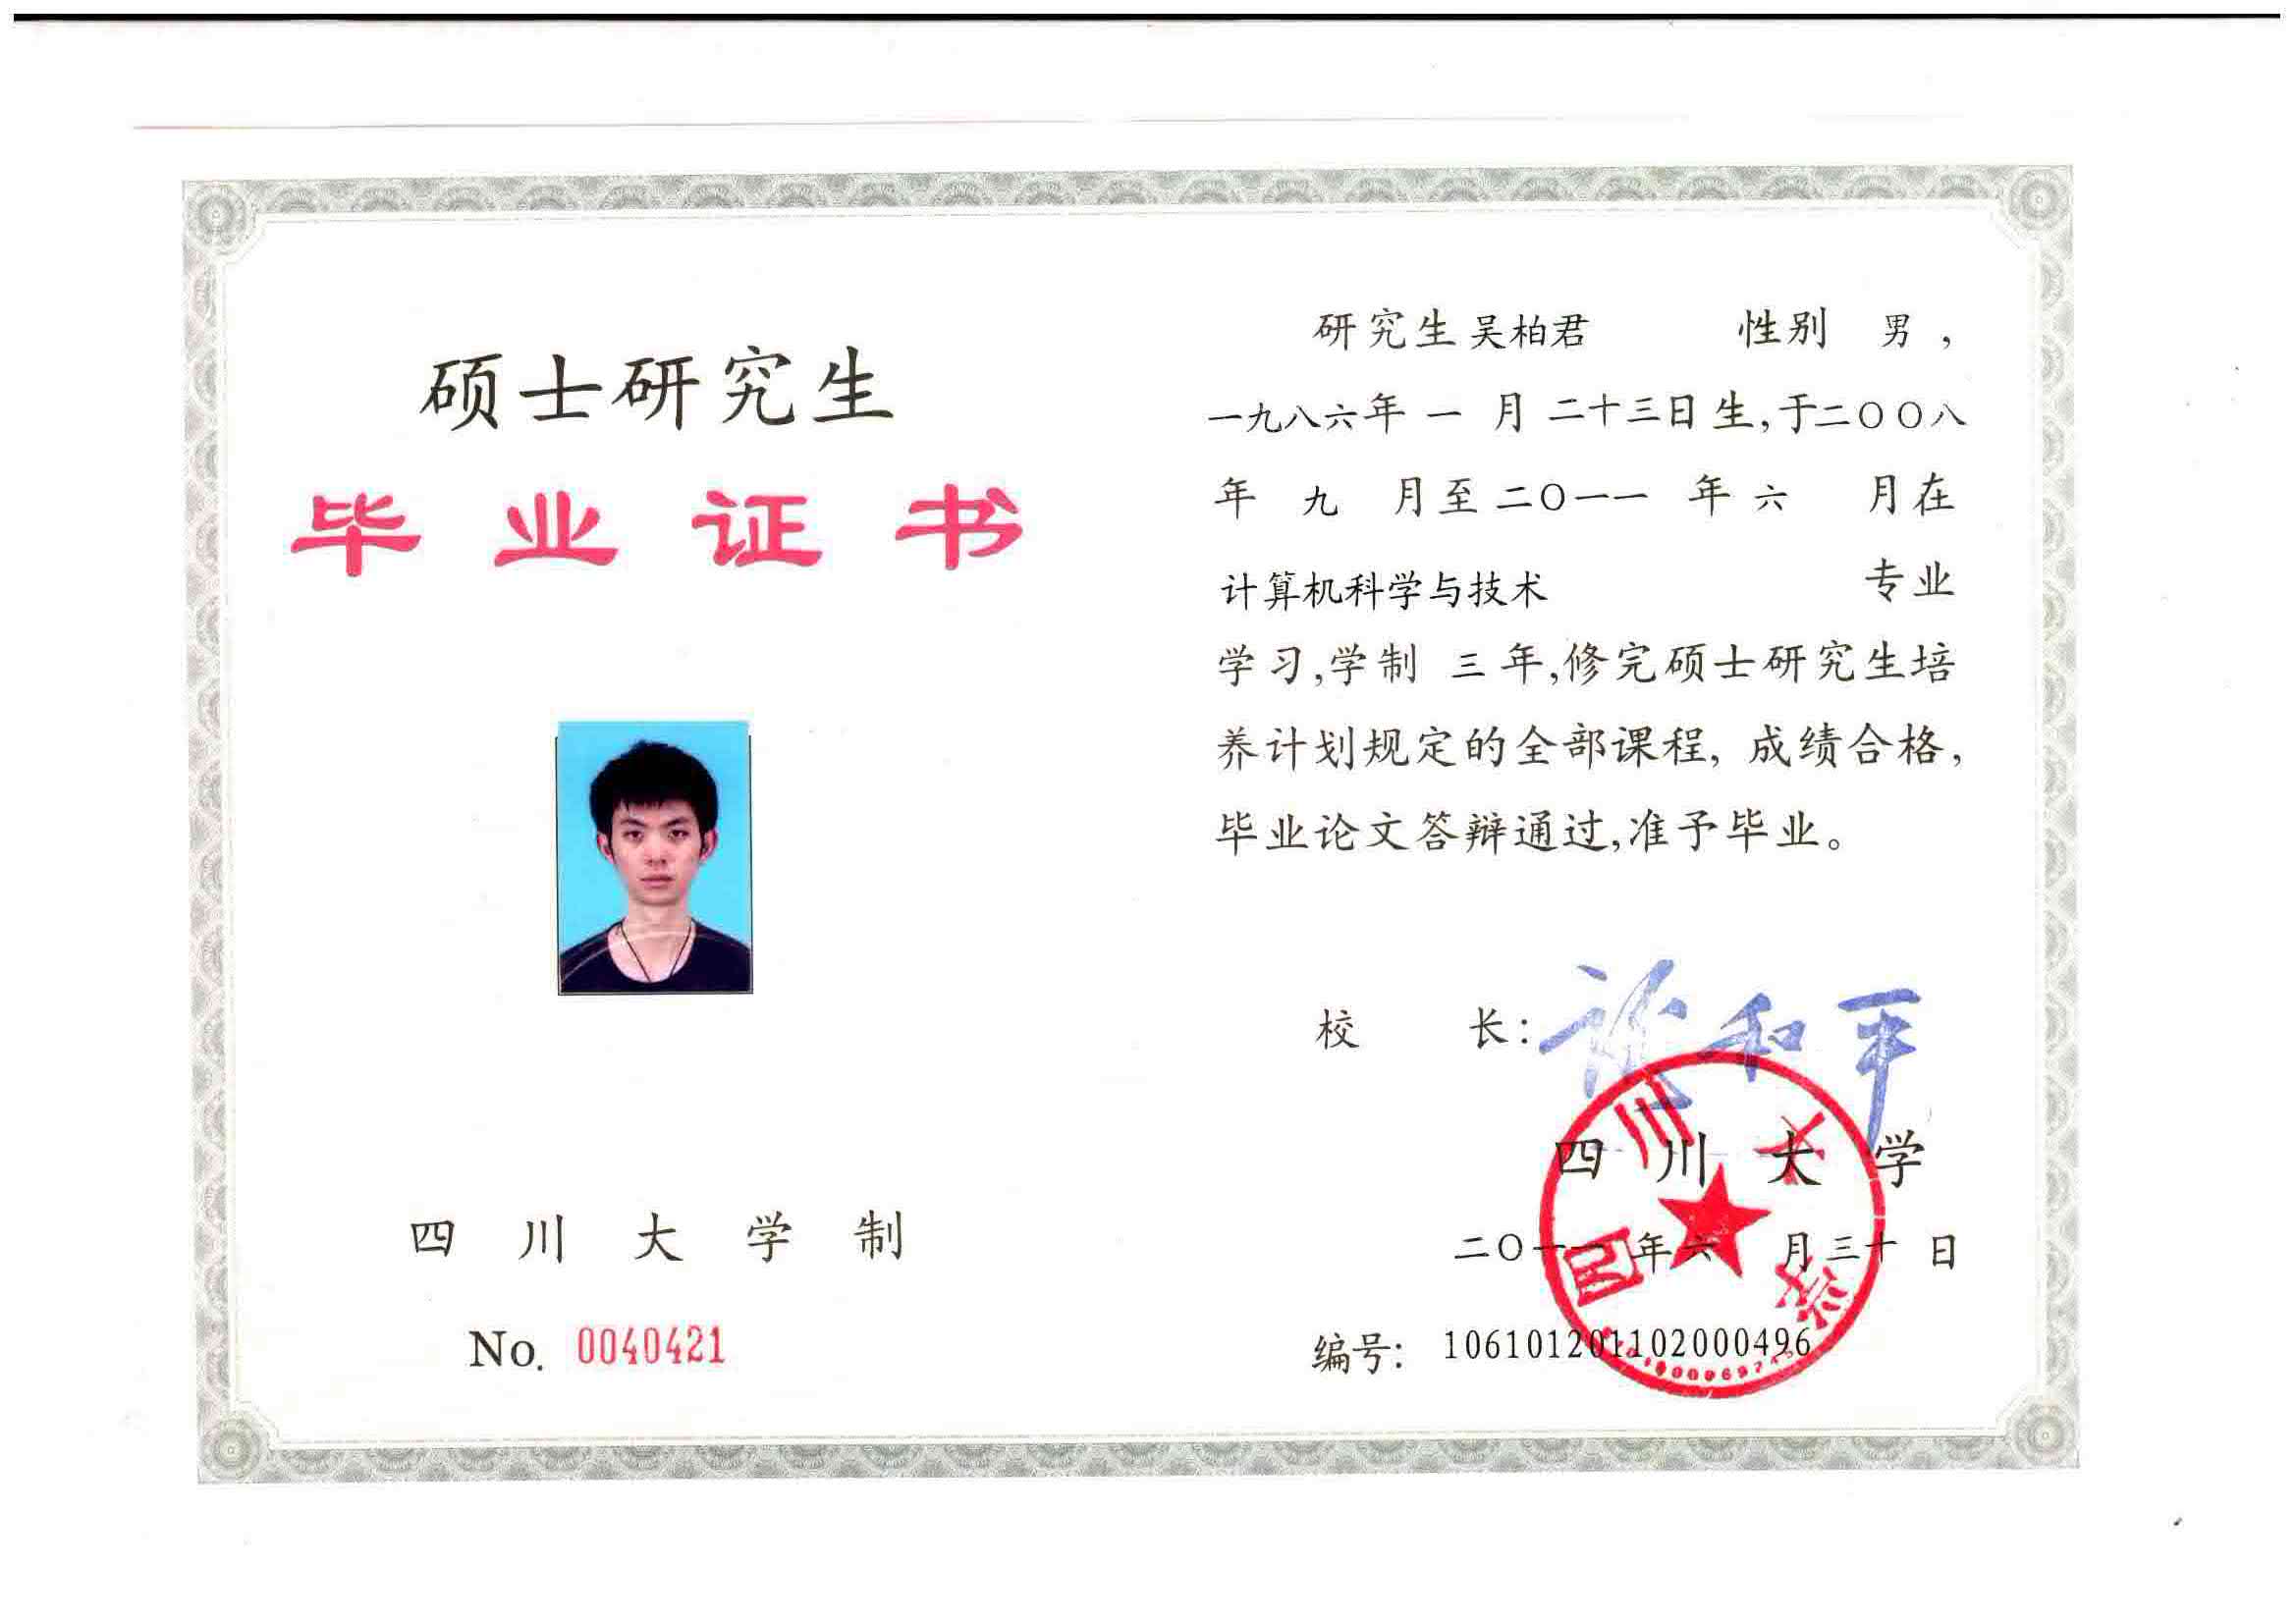 硕士研究生
毕业证书
四川大学制
No. 0040421
研究生吴柏君 性别 男，
一九八六年 一 月 二十三日生，于二〇〇八
年 九 月至 二〇一一 年 六 月在
计算机科学与技术 专业
学习，学制 三 年，修完硕士研究生培
养计划规定的全部课程，成绩合格，
毕业论文答辩通过，准予毕业。
校 长：
四川大学
二〇一一年六 月三十日
编号：106101201102000496
四川大学